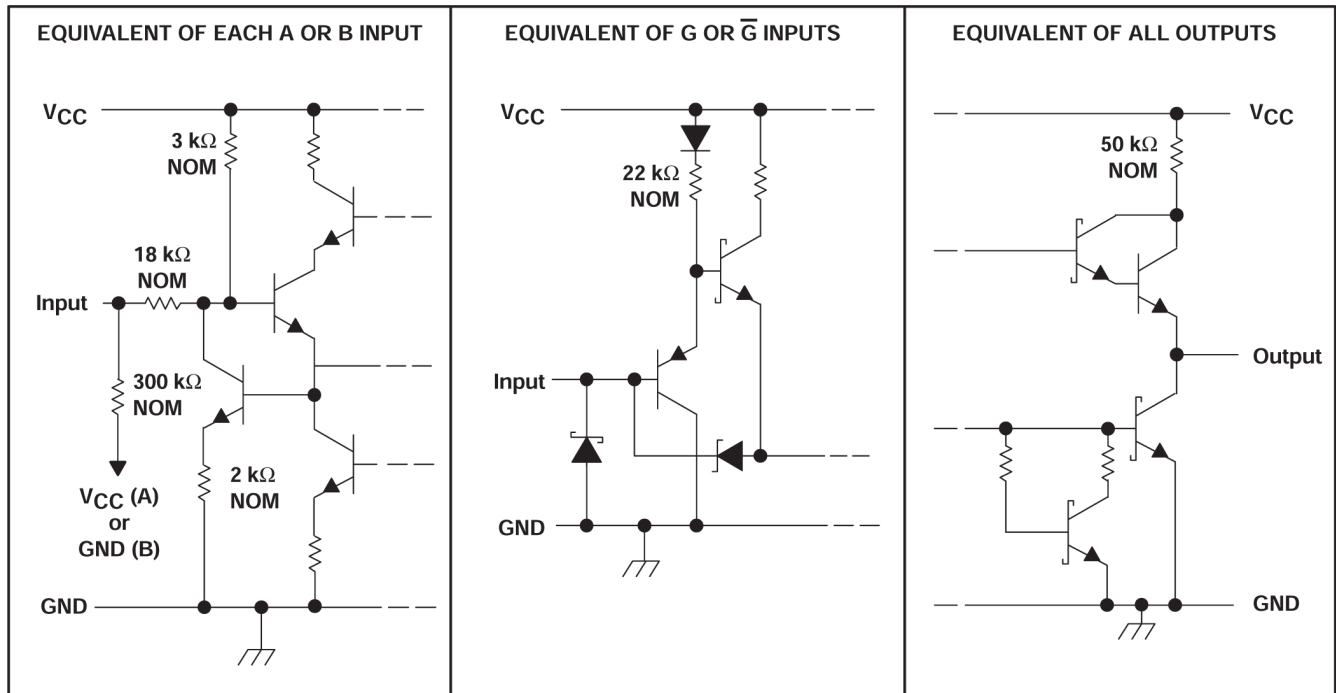 EQUIVALENT OF EACH A OR B INPUT
VCC
3 kΩ
NOM
18 kΩ
NOM
Input
300 kΩ
NOM
VCC (A)
or
GND (B)
2 kΩ
NOM
GND
EQUIVALENT OF G OR G̅ INPUTS
VCC
22 kΩ
NOM
Input
GND
EQUIVALENT OF ALL OUTPUTS
VCC
50 kΩ
NOM
Output
GND